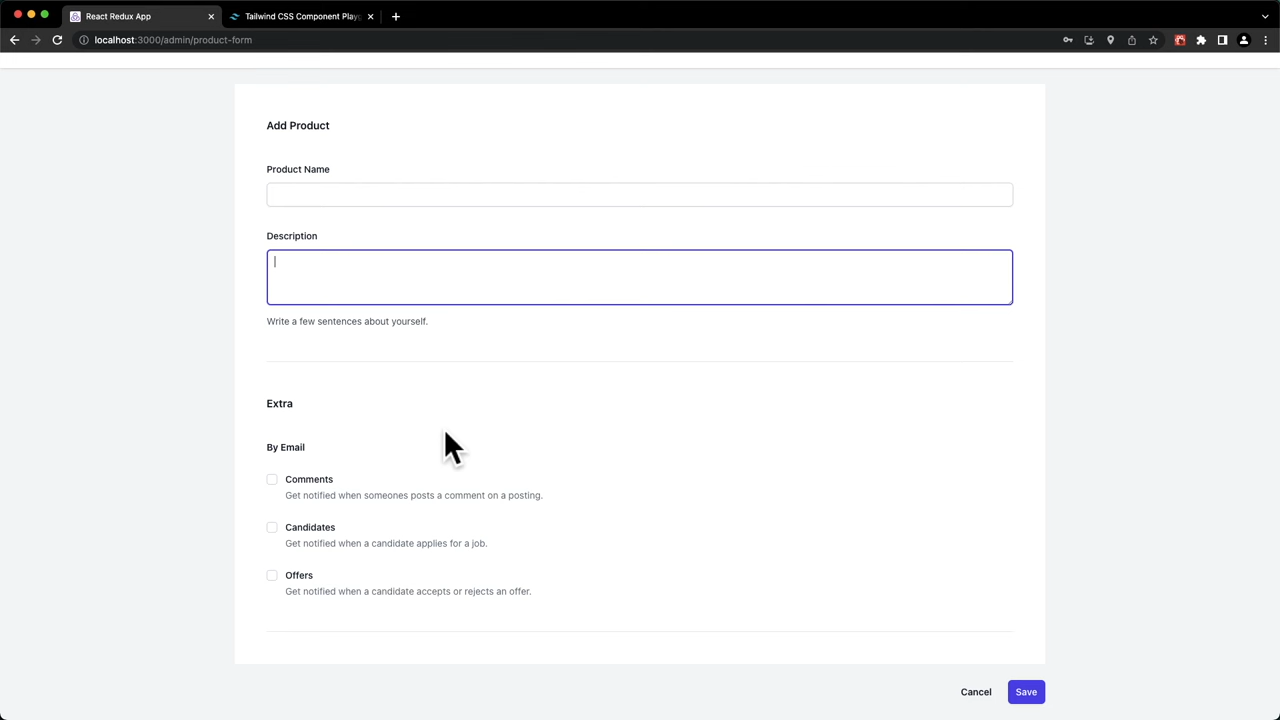 React Redux App
Tailwind CSS Component Playg
localhost:3000/admin/product-form
Add Product
Product Name
Description
Write a few sentences about yourself.
Extra
By Email
Comments
Get notified when someones posts a comment on a posting.
Candidates
Get notified when a candidate applies for a job.
Offers
Get notified when a candidate accepts or rejects an offer.
Cancel
Save